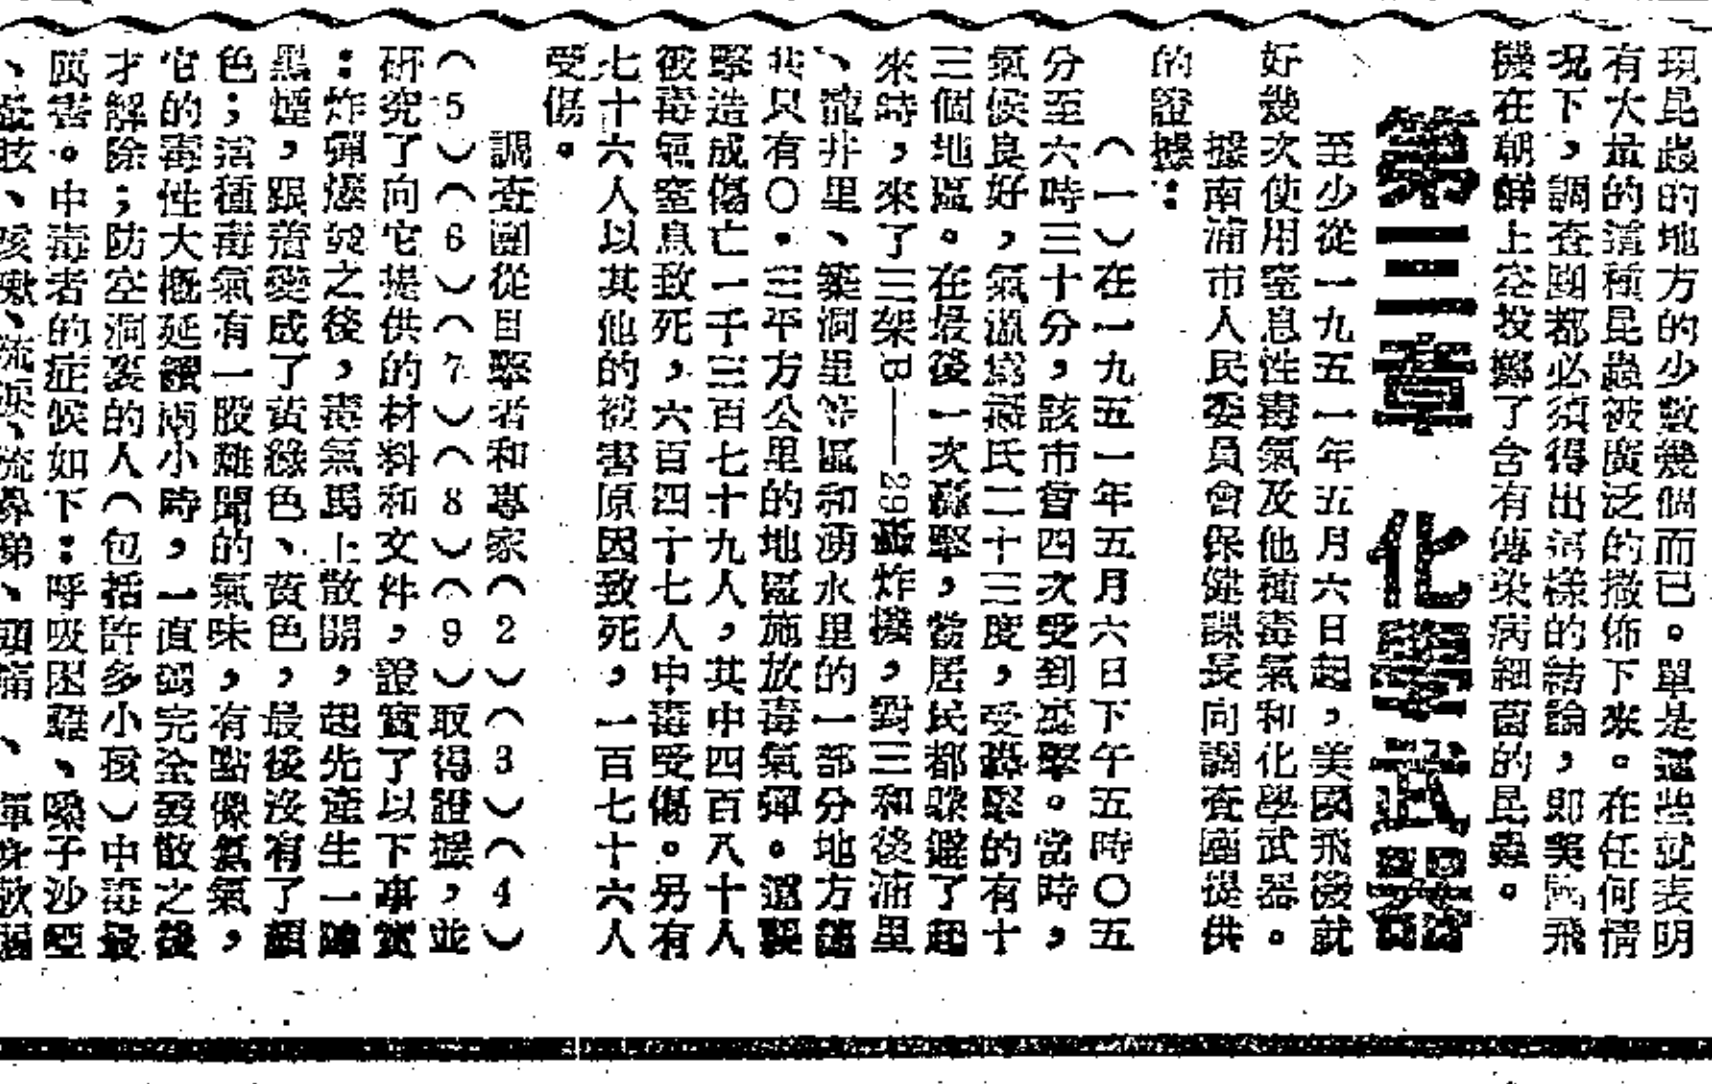 現昆蟲的地方的少數幾個而已。單是這些就表明
有大量的這種昆蟲被廣泛的撒佈下來。在任何情
況下，調查團都必須得出這樣的結論，即美國飛
機在朝鮮上空投擲了含有傳染病細菌的昆蟲。
第三章 化學武器
至少從一九五一年五月六日起，美國飛機就
好幾次使用窒息性毒氣及他種毒氣和化學武器。
據南浦市人民委員會保健課長向調查團提供
的證據：
（一）在一九五一年五月六日下午五時〇五
分至六時三十分，該市曾四次受到空襲。當時，
氣候良好，氣溫為攝氏二十三度，受轟擊的有十
三個地區。在最後一次轟擊，當居民都躲避了起
來時，來了三架B——29轟炸機，對三和後浦里
、龍井里、築洞里等區和湧水里的一部分地方
共只有〇・三平方公里的地區施放毒氣彈。這襲
擊造成傷亡一千三百七十九人，其中四百八十人
被毒氣窒息致死，六百四十七人中毒受傷。另有
七十六人以其他的被害原因致死，一百七十六人
受傷。
調查團從目擊者和專家（2）（3）（4）
（5）（6）（7）（8）（9）取得證據，並
研究了向它提供的材料和文件，證實了以下事實
：炸彈爆炸之後，毒氣馬上散開，起先產生一陣
黑煙，跟着變成了黃綠色、黃色，最後沒有了顏
色；這種毒氣有一股難聞的氣味，有點像氯氣，
它的毒性大概延續兩小時，一直到完全發散之後
才解除；防空洞裏的人（包括許多小孩）中毒最
厲害。中毒者的症候如下：呼吸困難、嗓子沙啞
、咳嗽、流淚、流鼻涕、頭痛、軍身軟弱